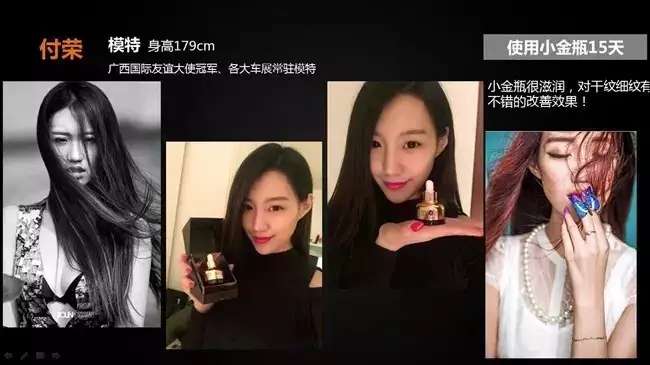 付荣
模特 身高179cm
广西国际友谊大使冠军、各大车展常驻模特
使用小金瓶15天
小金瓶很滋润，对干纹细纹有
不错的改善效果！